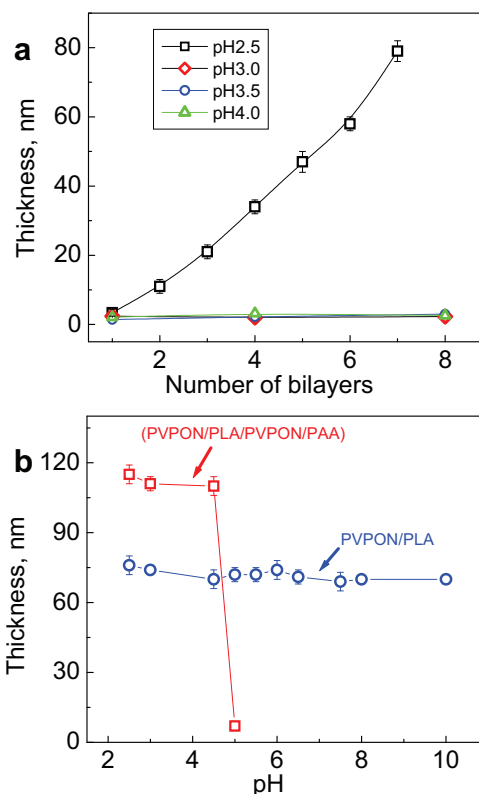 a
pH2.5
pH3.0
pH3.5
pH4.0
Thickness, nm
80
60
40
20
0
2 4 6 8
Number of bilayers
b
(PVPON/PLA/PVPON/PAA)
PVPON/PLA
Thickness, nm
120
90
60
30
0
2 4 6 8 10
pH